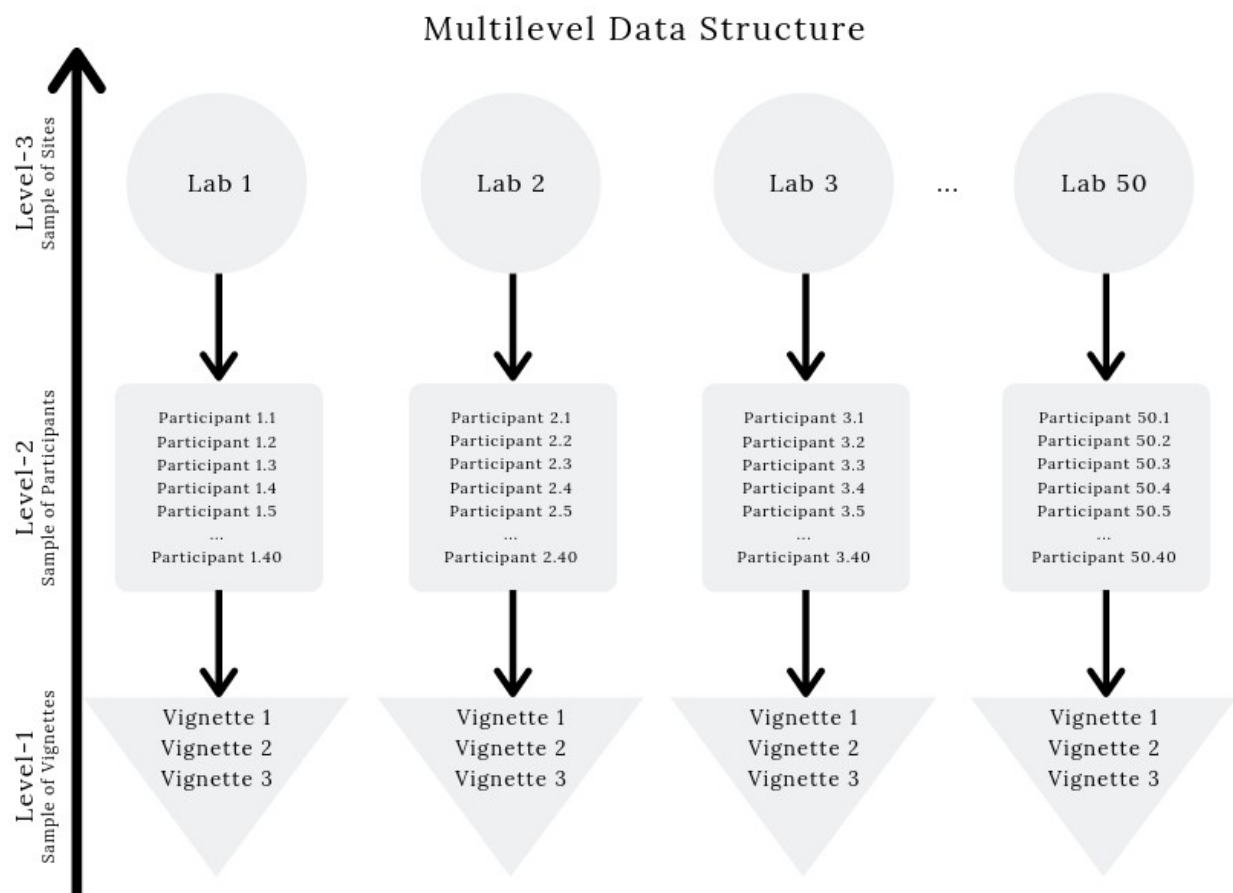 Multilevel Data Structure
Level-3
Sample of Sites
Lab 1
Lab 2
Lab 3
...
Lab 50
Level-2
Sample of Participants
Participant 1.1
Participant 1.2
Participant 1.3
Participant 1.4
Participant 1.5
...
Participant 1.40
Participant 2.1
Participant 2.2
Participant 2.3
Participant 2.4
Participant 2.5
...
Participant 2.40
Participant 3.1
Participant 3.2
Participant 3.3
Participant 3.4
Participant 3.5
...
Participant 3.40
Participant 50.1
Participant 50.2
Participant 50.3
Participant 50.4
Participant 50.5
...
Participant 50.40
Level-1
Sample of Vignettes
Vignette 1
Vignette 2
Vignette 3
Vignette 1
Vignette 2
Vignette 3
Vignette 1
Vignette 2
Vignette 3
Vignette 1
Vignette 2
Vignette 3